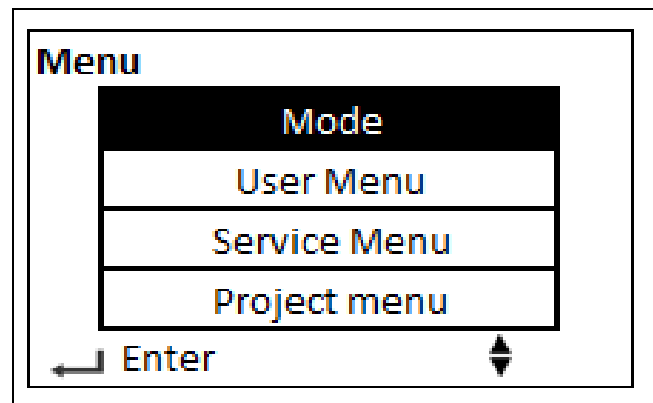 Menu
Mode
User Menu
Service Menu
Project menu
Enter